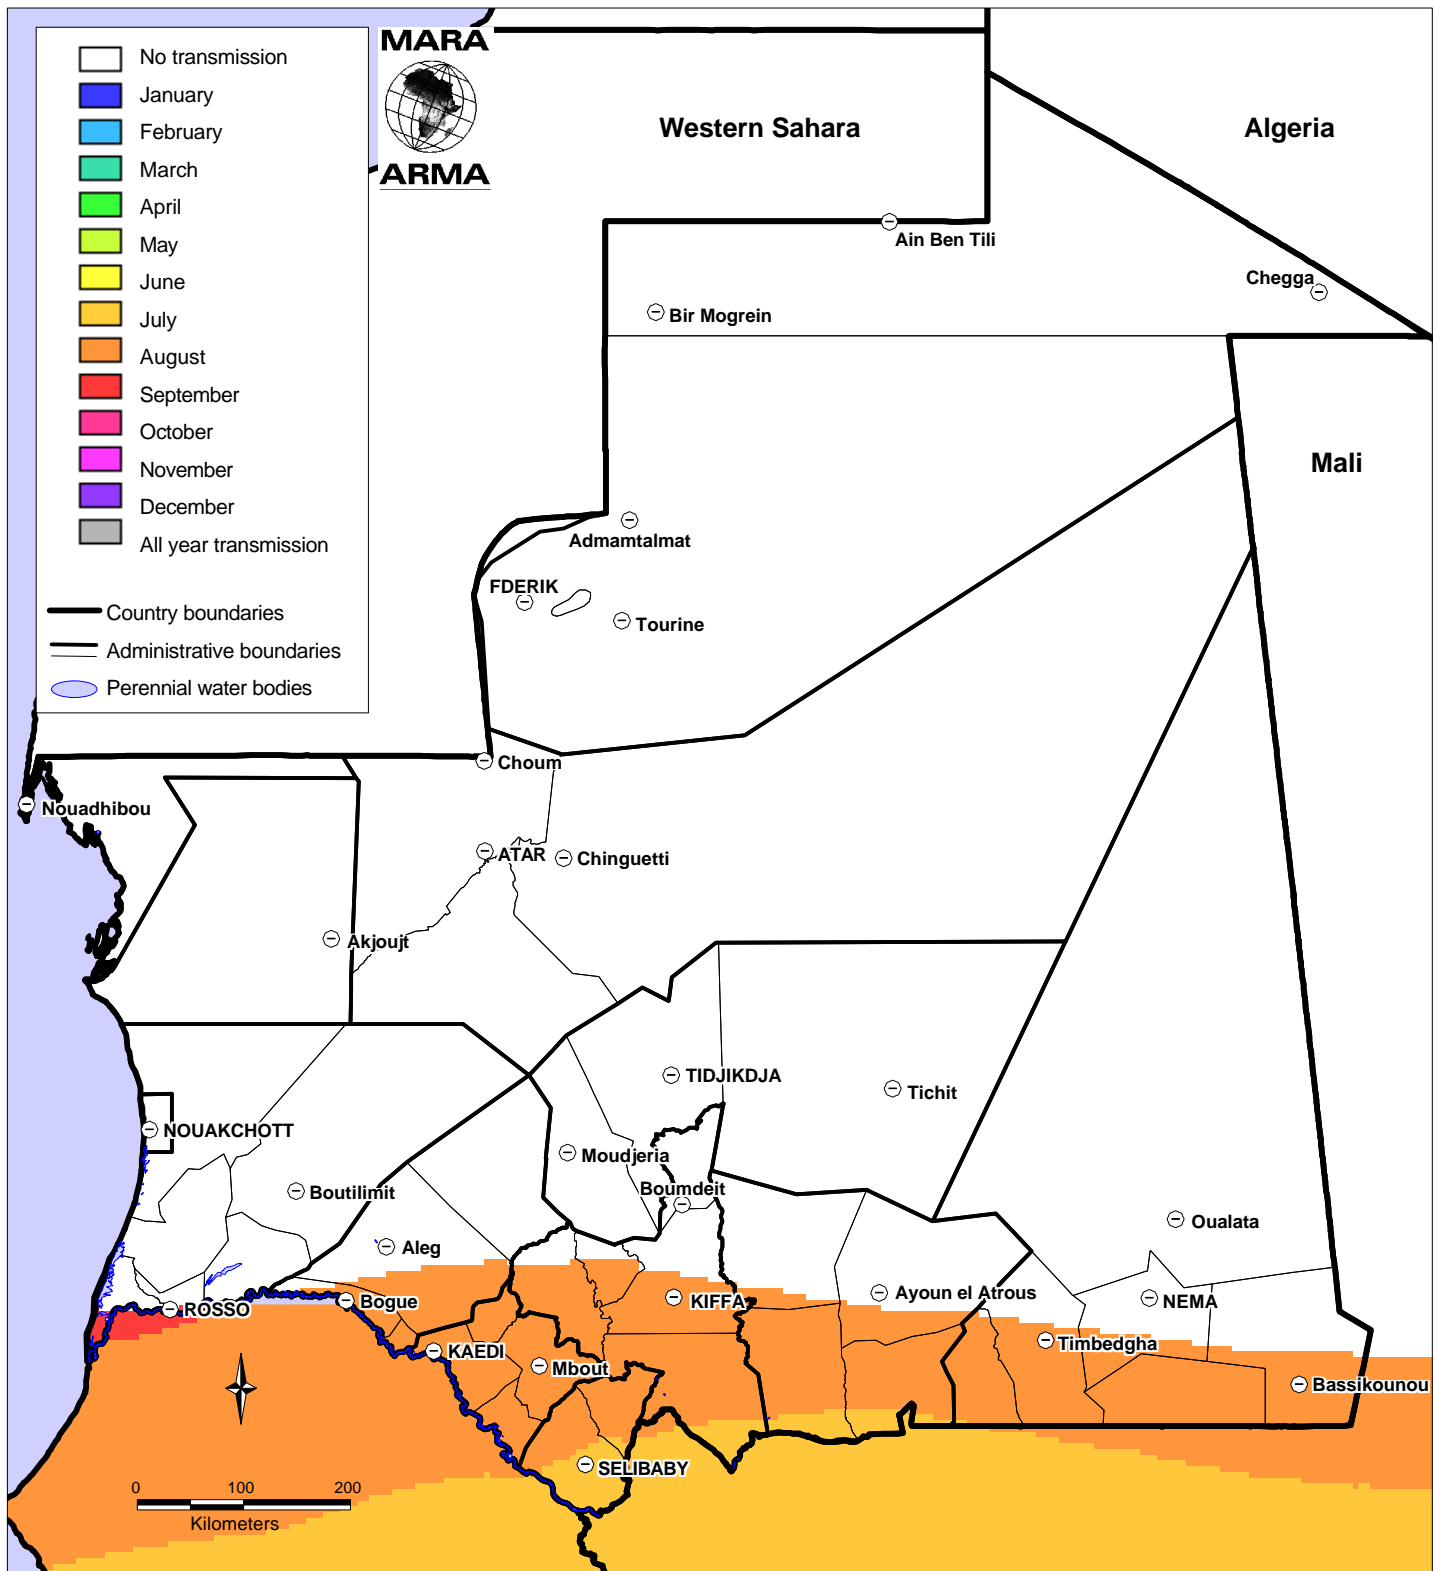 MARA
ARMA
No transmission
January
February
March
April
May
June
July
August
September
October
November
December
All year transmission
Country boundaries
Administrative boundaries
Perennial water bodies
Western Sahara
Algeria
Ain Ben Tili
Chegga
Bir Mogrein
Mali
Admamtalmat
FDERIK
Tourine
Choum
Nouadhibou
ATAR
Chinguetti
Akjoujt
TIDJIKDJA
Tichit
NOUAKCHOTT
Moudjeria
Boutilimit
Boumdeit
Oualata
Aleg
Ayoun el Atrous
NEMA
ROSSO
Bogue
KIFFA
Timbedgha
KAEDI
Mbout
Bassikounou
SELIBABY
0 100 200
Kilometers